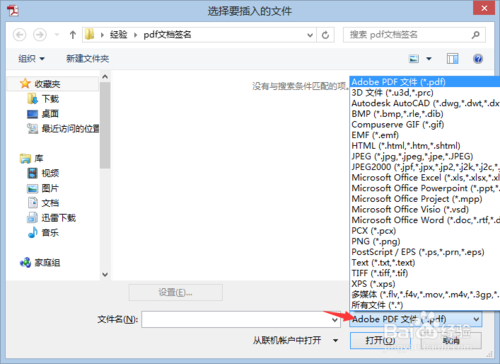 选择要插入的文件
经验 ▸ pdf文档签名
搜索 pdf文档签名
组织 新建文件夹
收藏夹
下载
桌面
最近访问的位置
库
视频
图片
文档
迅雷下载
音乐
家庭组
没有与搜索条件匹配的项。
Adobe PDF 文件 (*.pdf)
3D 文件 (*.u3d,*.prc)
Autodesk AutoCAD (*.dwg,*.dwt,*.dx
BMP (*.bmp,*.rle,*.dib)
Compuserve GIF (*.gif)
EMF (*.emf)
HTML (*.html,*.htm,*.shtml)
JPEG (*.jpg,*.jpeg,*.jpe,*.JPEG)
JPEG2000 (*.jpf,*.jpx,*.jp2,*.j2k,*.j2c,*.
Microsoft Office Excel (*.xls,*.xlsx,*.xl
Microsoft Office Powerpoint (*.ppt,*.
Microsoft Office Project (*.mpp)
Microsoft Office Visio (*.vsd)
Microsoft Office Word (*.doc,*.rtf,*.d
PCX (*.pcx)
PNG (*.png)
PostScript / EPS (*.ps,*.prn,*.eps)
Text (*.txt,*.text)
TIFF (*.tiff,*.tif)
XPS (*.xps)
多媒体 (*.flv,*.f4v,*.mov,*.m4v,*.3gp,*.
所有文件 (*.*)
设置(E)...
文件名(N):
Adobe PDF 文件 (*.pdf)
从联机帐户中打开
打开(O)
取消